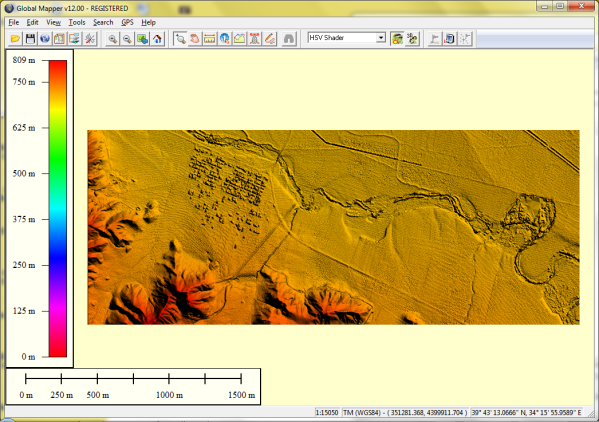 Global Mapper v12.00 - REGISTERED
File Edit View Tools Search GPS Help
HSV Shader
3D
809 m
750 m
625 m
500 m
375 m
250 m
125 m
0 m
0 m 250 m 500 m 1000 m 1500 m
1:15050 TM (WGS84) - ( 351281.368, 4399911.704 ) 39° 43' 13.0666" N, 34° 15' 55.9589" E